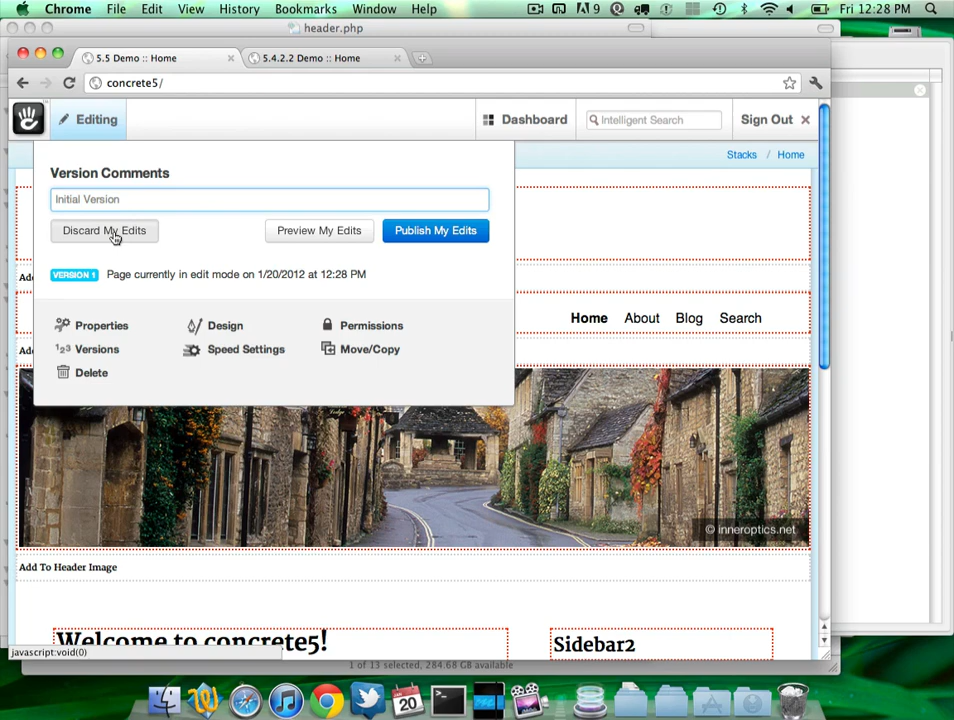 Chrome File Edit View History Bookmarks Window Help 9 Fri 12:28 PM
header.php
5.5 Demo :: Home 5.4.2.2 Demo :: Home
concrete5/
Editing Dashboard Intelligent Search Sign Out
Stacks / Home
Version Comments
Initial Version
Discard My Edits Preview My Edits Publish My Edits
VERSION 1 Page currently in edit mode on 1/20/2012 at 12:28 PM
Properties Design Permissions
123 Versions Speed Settings Move/Copy
Delete
Home About Blog Search
© inneroptics.net
Add To Header Image
Welcome to concrete5!
Sidebar2
javascript:void(0)
1 of 13 selected, 284.68 GB available
20